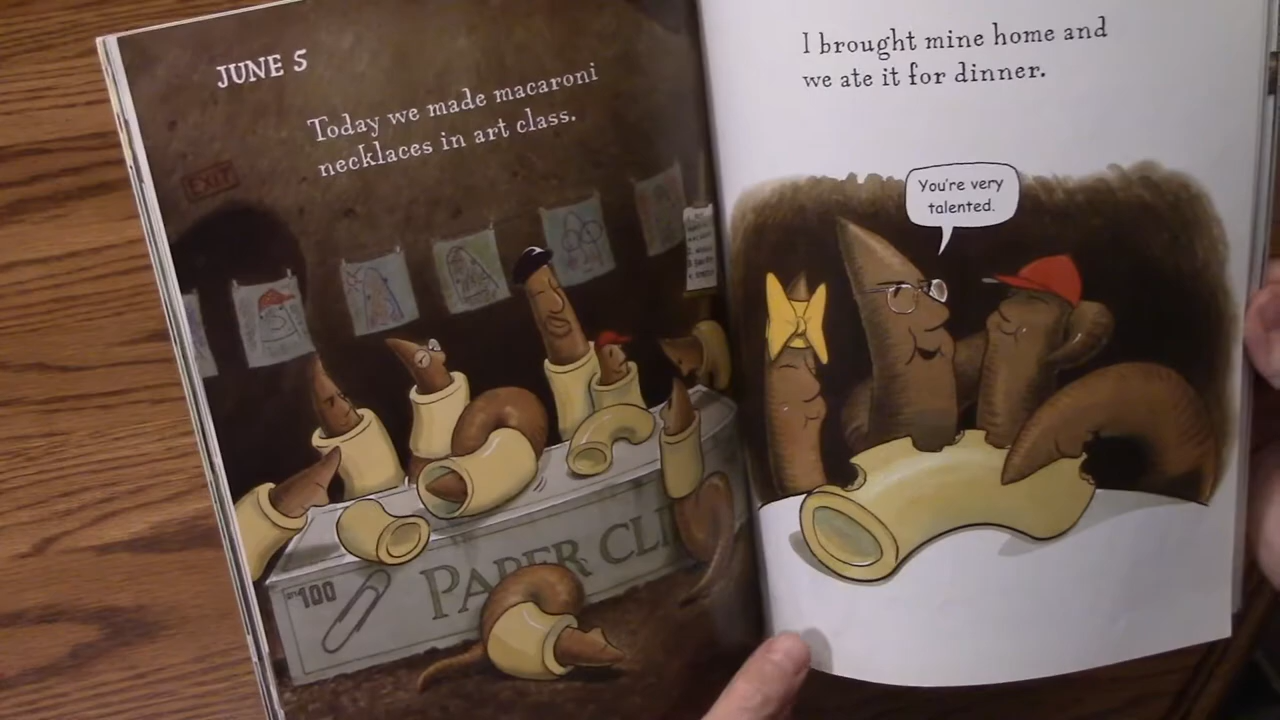 JUNE 5
Today we made macaroni
necklaces in art class.
EXIT
100
PAPER CLI
I brought mine home and
we ate it for dinner.
You're very
talented.